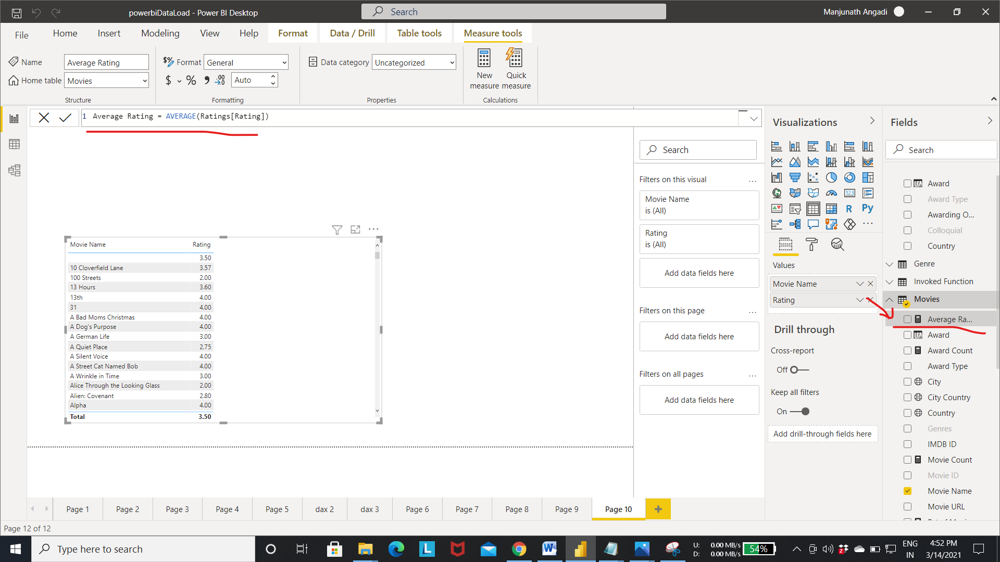 powerbiDataLoad - Power BI Desktop
Search
Manjunath Angadi
File
Home
Insert
Modeling
View
Help
Format
Data / Drill
Table tools
Measure tools
Name
Average Rating
Home table
Movies
Structure
$% Format
General
$ % , .00 →.0
Auto
Formatting
Data category
Uncategorized
Properties
New measure
Quick measure
Calculations
1 Average Rating = AVERAGE(Ratings[Rating])
Movie Name Rating
3.50
10 Cloverfield Lane 3.57
100 Streets 2.00
13 Hours 3.60
13th 4.00
31 4.00
A Bad Moms Christmas 4.00
A Dog's Purpose 4.00
A German Life 3.00
A Quiet Place 2.75
A Silent Voice 4.00
A Street Cat Named Bob 4.00
A Wrinkle in Time 3.00
Alice Through the Looking Glass 2.00
Alien: Covenant 2.80
Alpha 4.00
Total 3.50
Search
Filters on this visual ...
Movie Name
is (All)
Rating
is (All)
Add data fields here
Filters on this page ...
Add data fields here
Filters on all pages ...
Add data fields here
Visualizations
123
R Py
...
Values
Movie Name
Rating
Drill through
Cross-report
Off
Keep all filters
On
Add drill-through fields here
Fields
Search
Award
Award Type
Awarding O...
Colloquial
Country
Genre
Invoked Function
Movies
Average Ra...
Award
Award Count
Award Type
City
City Country
Country
Genres
IMDB ID
Movie Count
Movie ID
Movie Name
Movie URL
Page 1
Page 2
Page 3
Page 4
Page 5
dax 2
dax 3
Page 6
Page 7
Page 8
Page 9
Page 10
+
Page 12 of 12
Type here to search
U: 0.00 MB/s
D: 0.00 MB/s
54%
2
ENG
IN
4:52 PM
3/14/2021